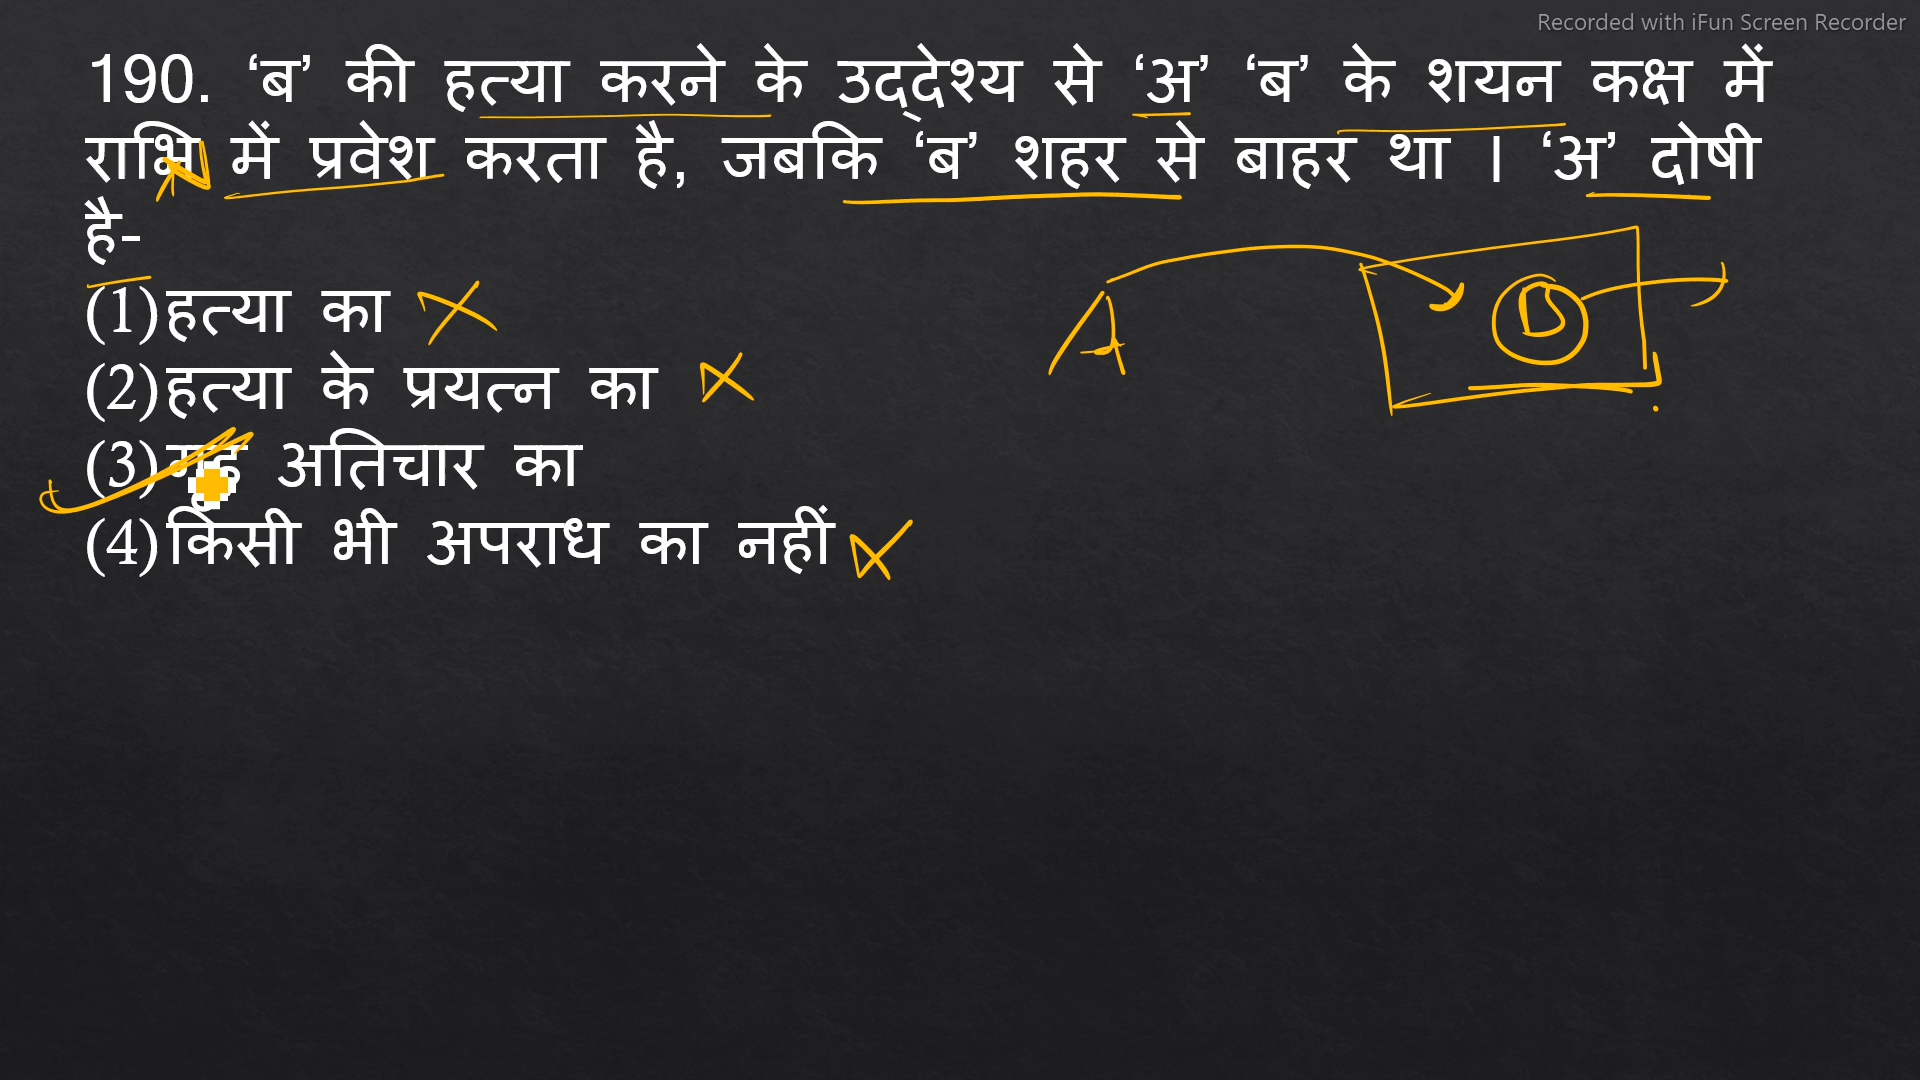 Recorded with iFun Screen Recorder
190. ‘ब’ की हत्या करने के उद्देश्य से ‘अ’ ‘ब’ के शयन कक्ष में
राभि में प्रवेश करता है, जबकि ‘ब’ शहर से बाहर था । ‘अ’ दोषी
है-
(1) हत्या का
(2) हत्या के प्रयत्न का
(3) गृह अतिचार का
(4) किसी भी अपराध का नहीं
A
B